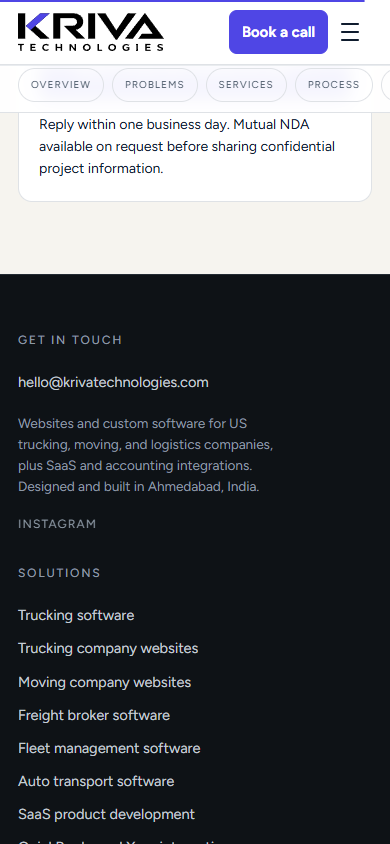 KRIVA
TECHNOLOGIES
Book a call
OVERVIEW
PROBLEMS
SERVICES
PROCESS
Reply within one business day. Mutual NDA
available on request before sharing confidential
project information.
GET IN TOUCH
hello@krivatechnologies.com
Websites and custom software for US
trucking, moving, and logistics companies,
plus SaaS and accounting integrations.
Designed and built in Ahmedabad, India.
INSTAGRAM
SOLUTIONS
Trucking software
Trucking company websites
Moving company websites
Freight broker software
Fleet management software
Auto transport software
SaaS product development